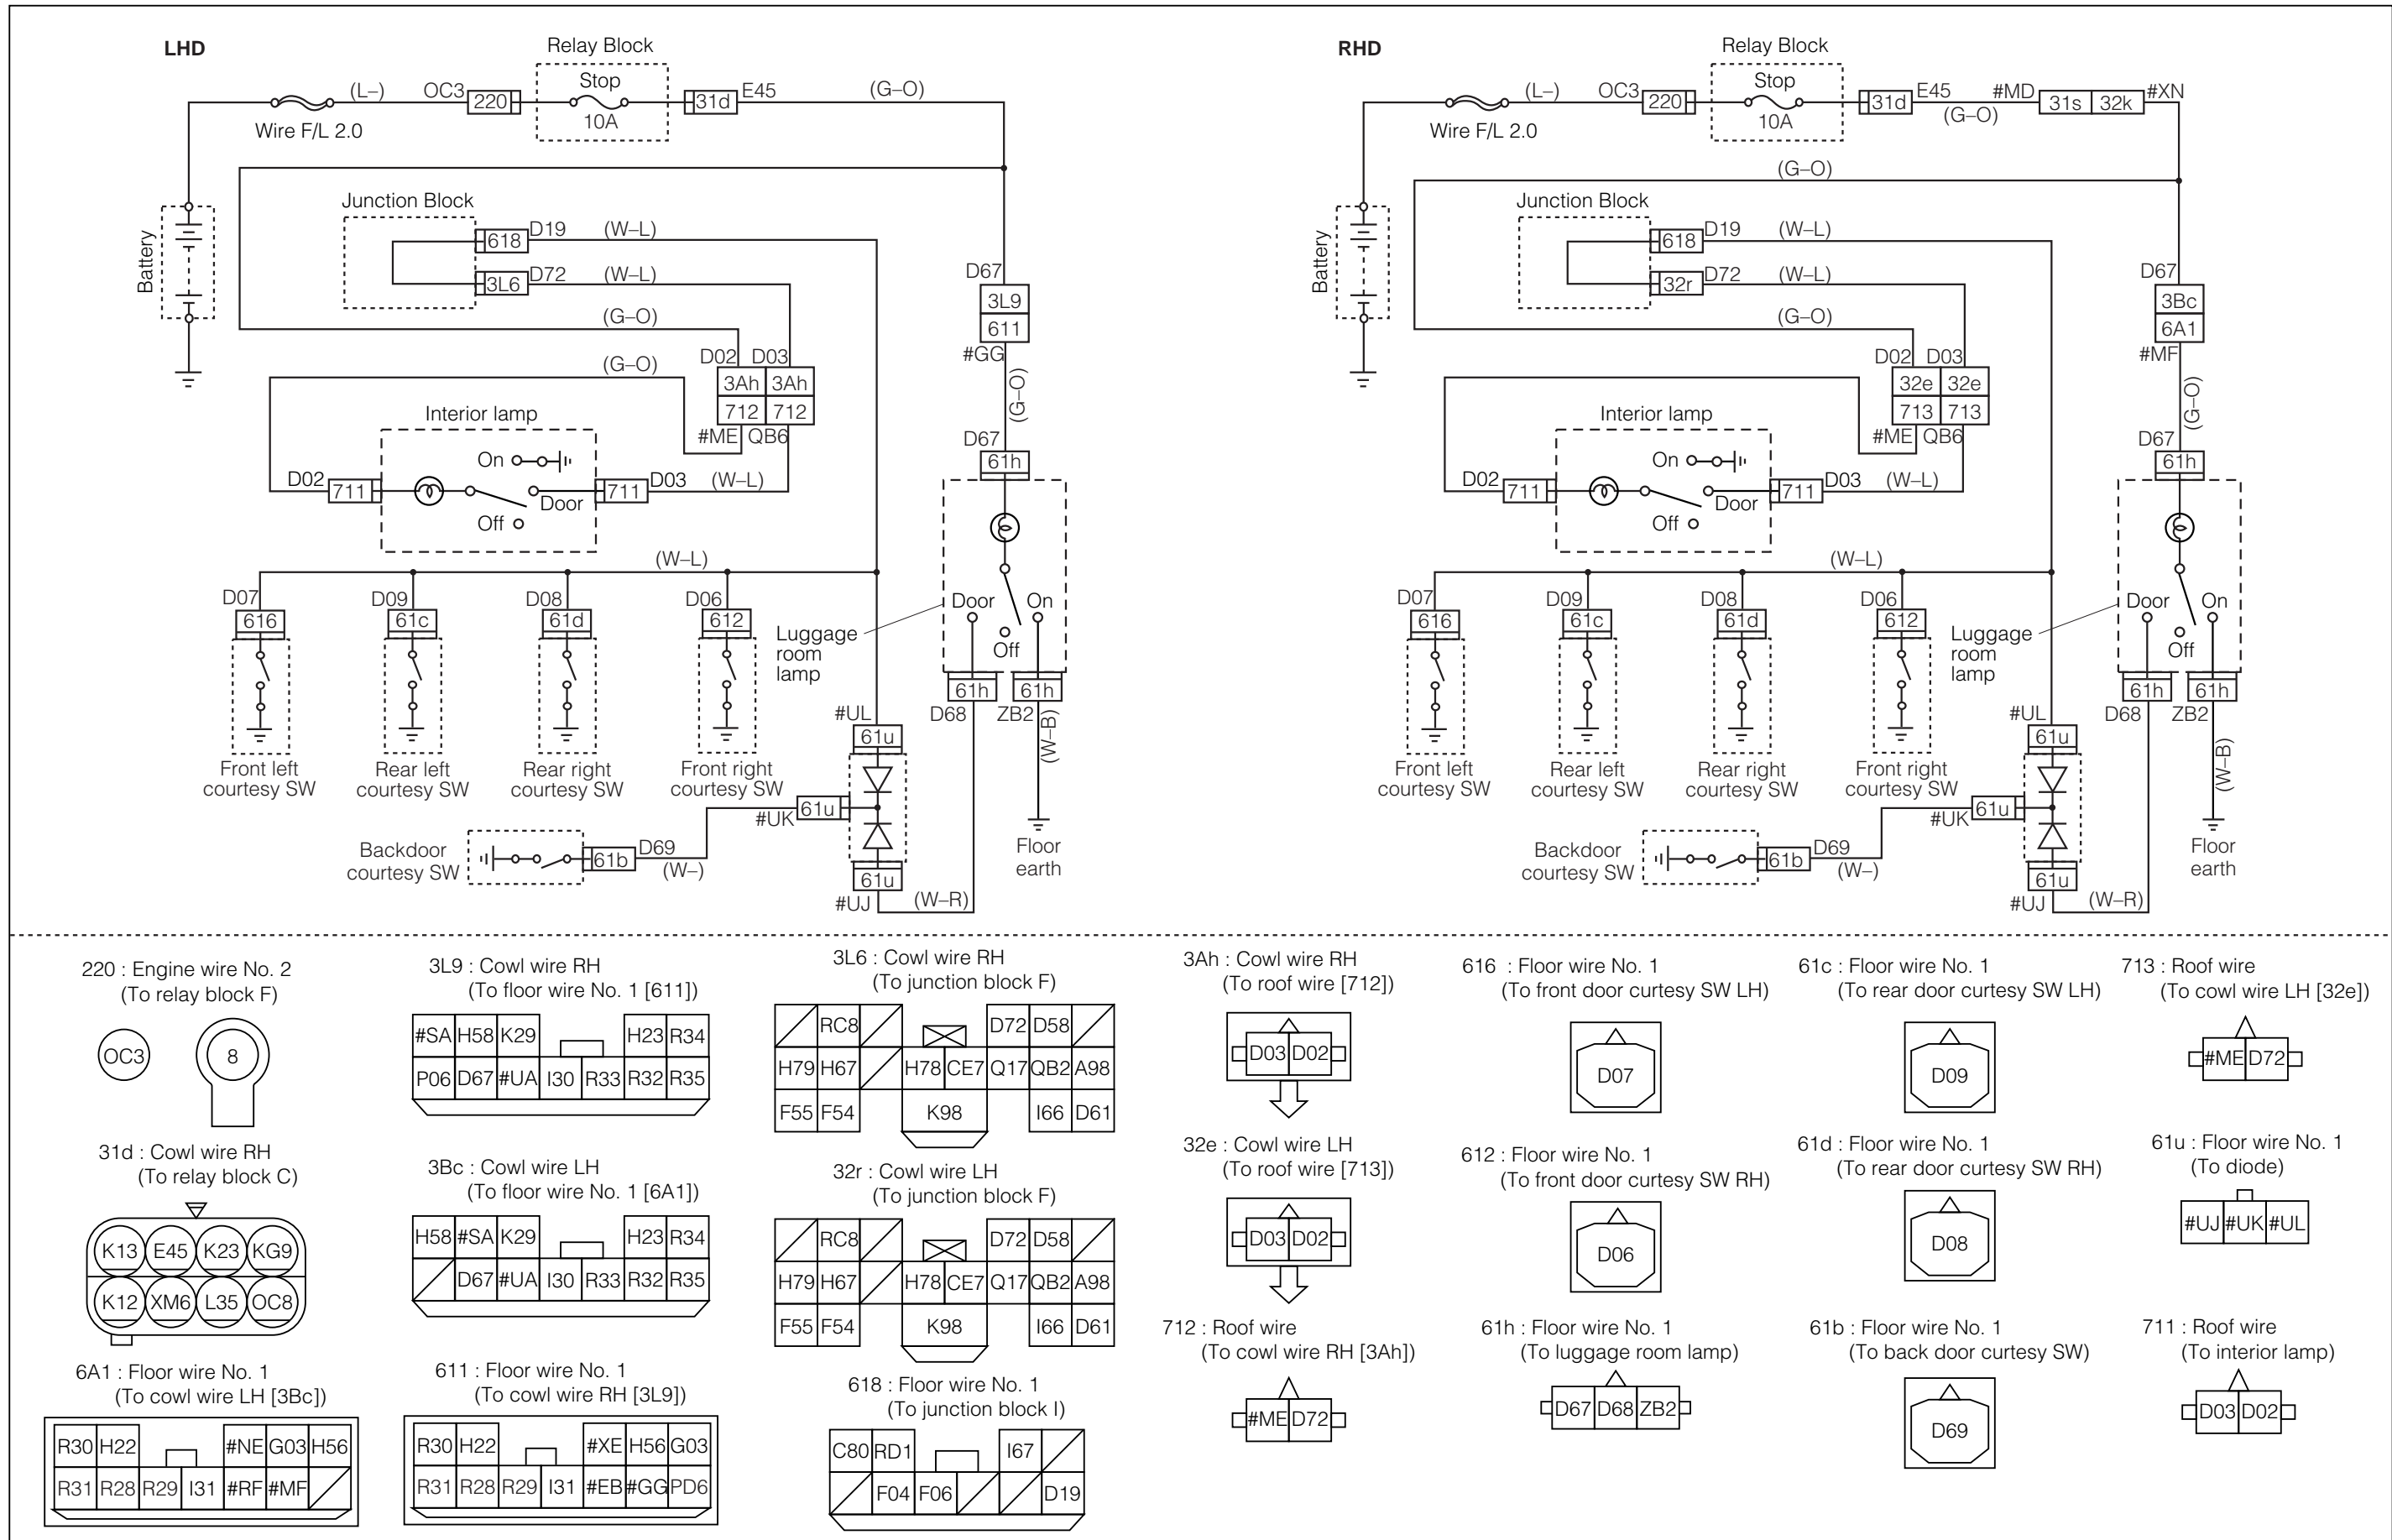 LHD
Relay Block
Stop
10A
(L–)
OC3
220
31d
E45
(G–O)
Wire F/L 2.0
Battery
Junction Block
618
D19
(W–L)
3L6
D72
(W–L)
(G–O)
(G–O)
D02
D03
3Ah
3Ah
712
712
#ME
QB6
D67
3L9
611
#GG
(G–O)
D67
61h
Interior lamp
On
Off
Door
D02
711
711
D03
(W–L)
(W–L)
D07
616
D09
61c
D08
61d
D06
612
Front left
courtesy SW
Rear left
courtesy SW
Rear right
courtesy SW
Front right
courtesy SW
Luggage
room
lamp
Door
On
Off
61h
61h
D68
ZB2
(W–B)
Floor
earth
#UL
61u
61u
#UK
61u
#UJ
(W–R)
Backdoor
courtesy SW
61b
D69
(W–)
RHD
Relay Block
Stop
10A
(L–)
OC3
220
31d
E45
(G–O)
#MD
31s
32k
#XN
Wire F/L 2.0
Battery
(G–O)
Junction Block
618
D19
(W–L)
32r
D72
(W–L)
(G–O)
D02
D03
32e
32e
713
713
#ME
QB6
D67
3Bc
6A1
#MF
(G–O)
D67
61h
Interior lamp
On
Off
Door
D02
711
711
D03
(W–L)
(W–L)
D07
616
D09
61c
D08
61d
D06
612
Front left
courtesy SW
Rear left
courtesy SW
Rear right
courtesy SW
Front right
courtesy SW
Luggage
room
lamp
Door
On
Off
61h
61h
D68
ZB2
(W–B)
Floor
earth
#UL
61u
61u
#UK
61u
#UJ
(W–R)
Backdoor
courtesy SW
61b
D69
(W–)
220 : Engine wire No. 2
(To relay block F)
OC3
8
31d : Cowl wire RH
(To relay block C)
K13 E45 K23 KG9
K12 XM6 L35 OC8
6A1 : Floor wire No. 1
(To cowl wire LH [3Bc])
R30 H22 #NE G03 H56
R31 R28 R29 I31 #RF #MF
3L9 : Cowl wire RH
(To floor wire No. 1 [611])
#SA H58 K29 H23 R34
P06 D67 #UA I30 R33 R32 R35
3Bc : Cowl wire LH
(To floor wire No. 1 [6A1])
H58 #SA K29 H23 R34
D67 #UA I30 R33 R32 R35
611 : Floor wire No. 1
(To cowl wire RH [3L9])
R30 H22 #XE H56 G03
R31 R28 R29 I31 #EB #GG PD6
3L6 : Cowl wire RH
(To junction block F)
RC8 D72 D58
H79 H67 H78 CE7 Q17 QB2 A98
F55 F54 K98 I66 D61
32r : Cowl wire LH
(To junction block F)
RC8 D72 D58
H79 H67 H78 CE7 Q17 QB2 A98
F55 F54 K98 I66 D61
618 : Floor wire No. 1
(To junction block I)
C80 RD1 I67
F04 F06 D19
3Ah : Cowl wire RH
(To roof wire [712])
D03 D02
32e : Cowl wire LH
(To roof wire [713])
D03 D02
712 : Roof wire
(To cowl wire RH [3Ah])
#ME D72
616 : Floor wire No. 1
(To front door curtesy SW LH)
D07
612 : Floor wire No. 1
(To front door curtesy SW RH)
D06
61h : Floor wire No. 1
(To luggage room lamp)
D67 D68 ZB2
61c : Floor wire No. 1
(To rear door curtesy SW LH)
D09
61d : Floor wire No. 1
(To rear door curtesy SW RH)
D08
61b : Floor wire No. 1
(To back door curtesy SW)
D69
713 : Roof wire
(To cowl wire LH [32e])
#ME D72
61u : Floor wire No. 1
(To diode)
#UJ #UK #UL
711 : Roof wire
(To interior lamp)
D03 D02